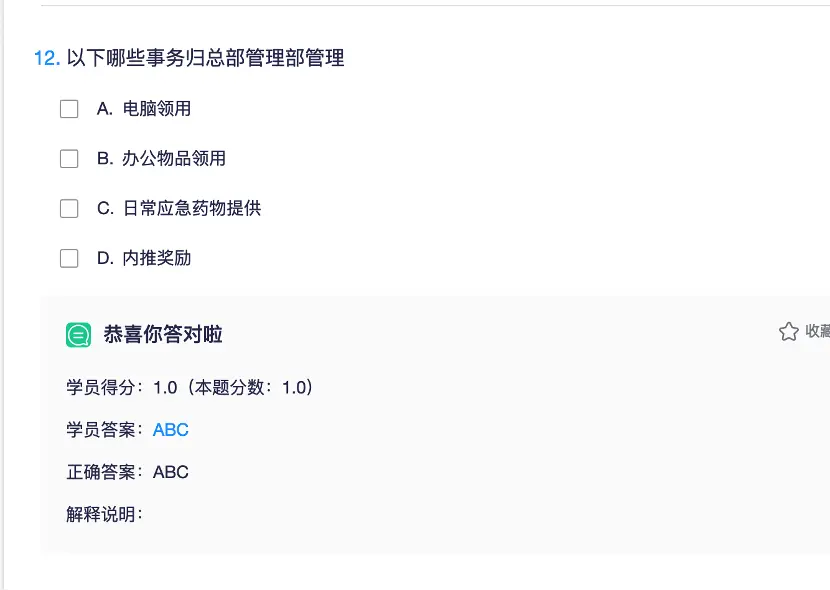 12. 以下哪些事务归总部管理部管理
A. 电脑领用
B. 办公物品领用
C. 日常应急药物提供
D. 内推奖励
恭喜你答对啦
收藏
学员得分：1.0（本题分数：1.0）
学员答案：ABC
正确答案：ABC
解释说明：